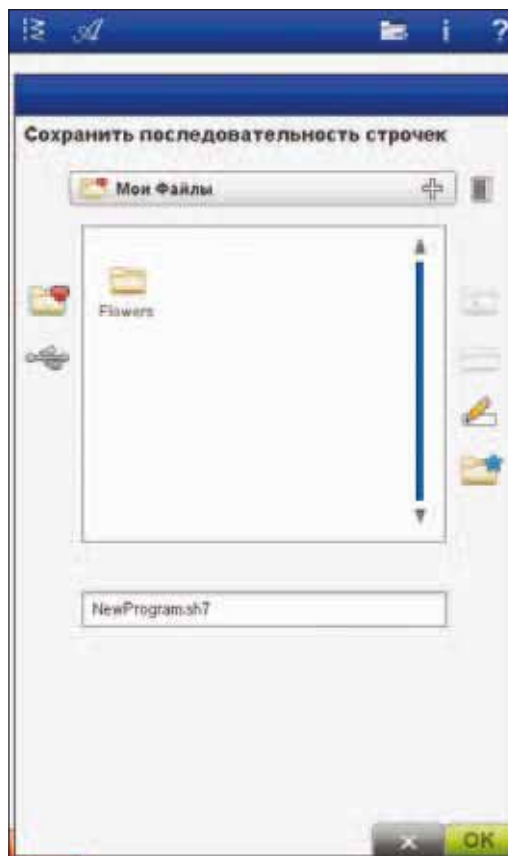 A i ?
Сохранить последовательность строчек
Мои Файлы
Flowers
NewProgram.sh7
OK